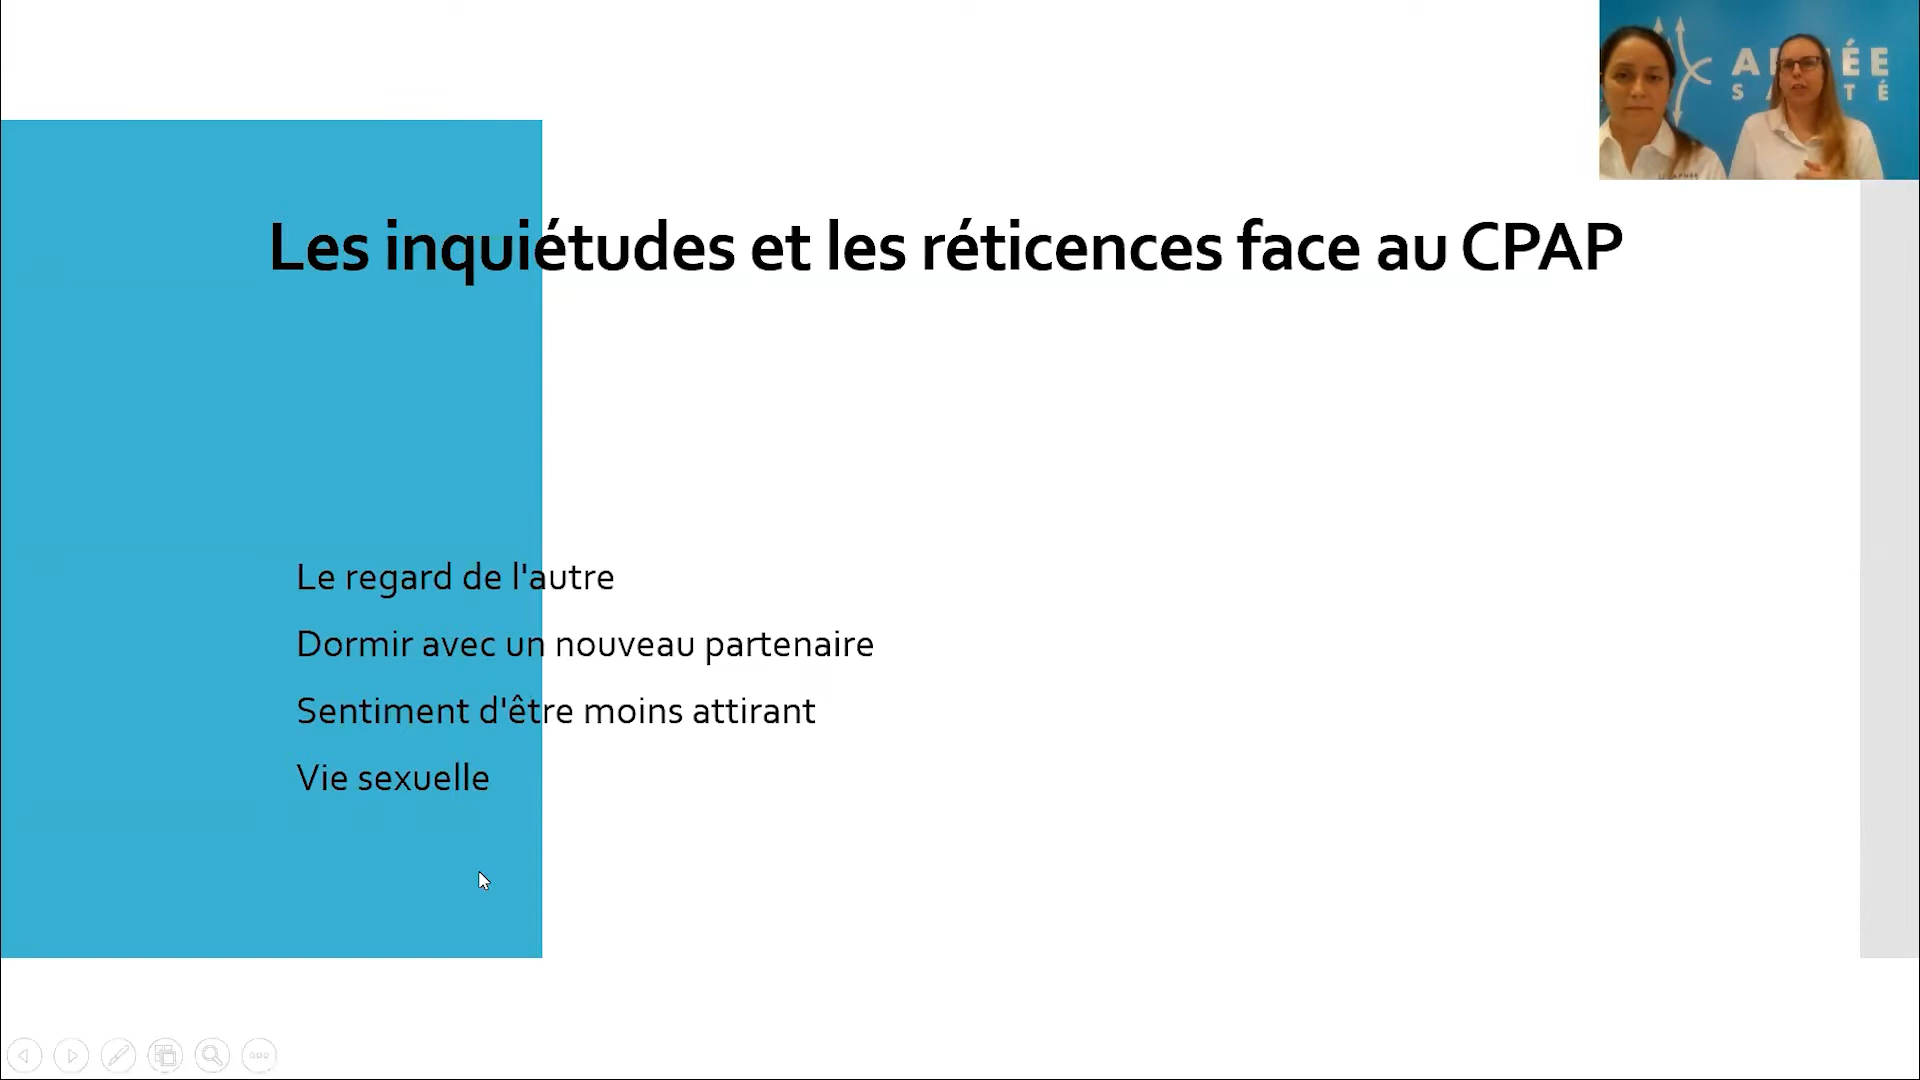 Les inquiétudes et les réticences face au CPAP
Le regard de l'autre
Dormir avec un nouveau partenaire
Sentiment d'être moins attirant
Vie sexuelle